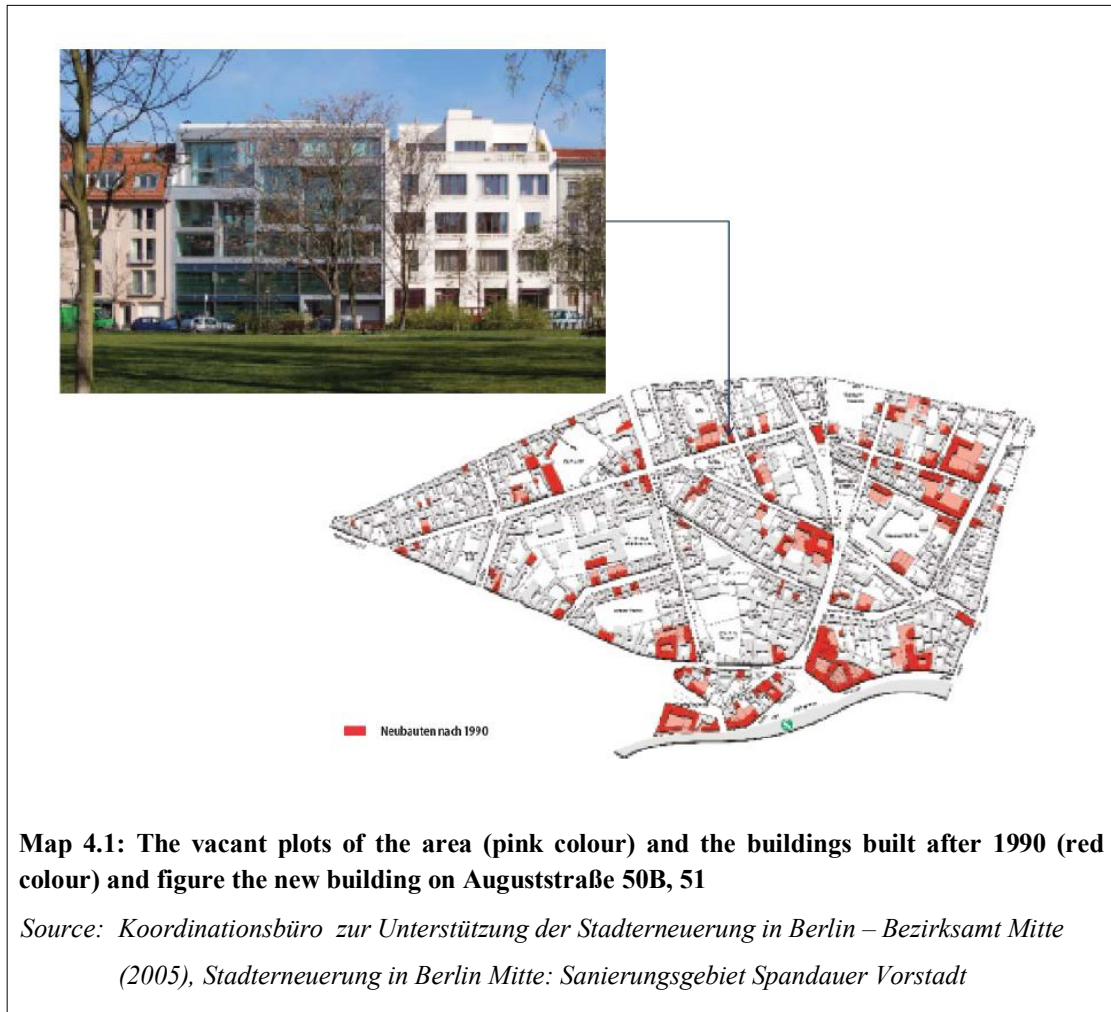 Neubauten nach 1990
Map 4.1: The vacant plots of the area (pink colour) and the buildings built after 1990 (red
colour) and figure the new building on Auguststraße 50B, 51
Source: Koordinationsbüro zur Unterstützung der Stadterneuerung in Berlin – Bezirksamt Mitte
(2005), Stadterneuerung in Berlin Mitte: Sanierungsgebiet Spandauer Vorstadt